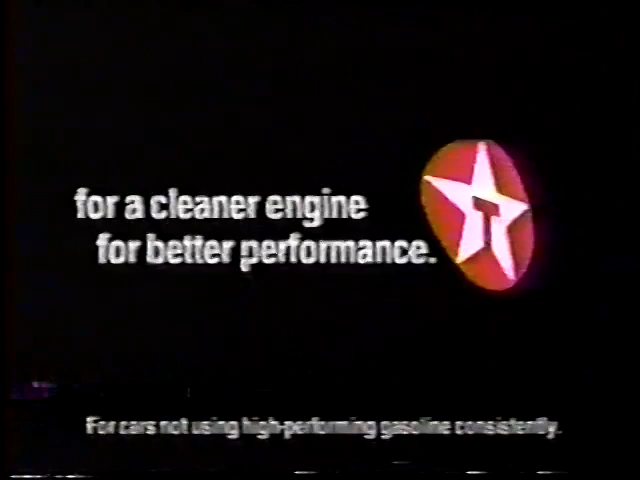 for a cleaner engine
for better performance.
T
For cars not using high-performing gasoline consistently.